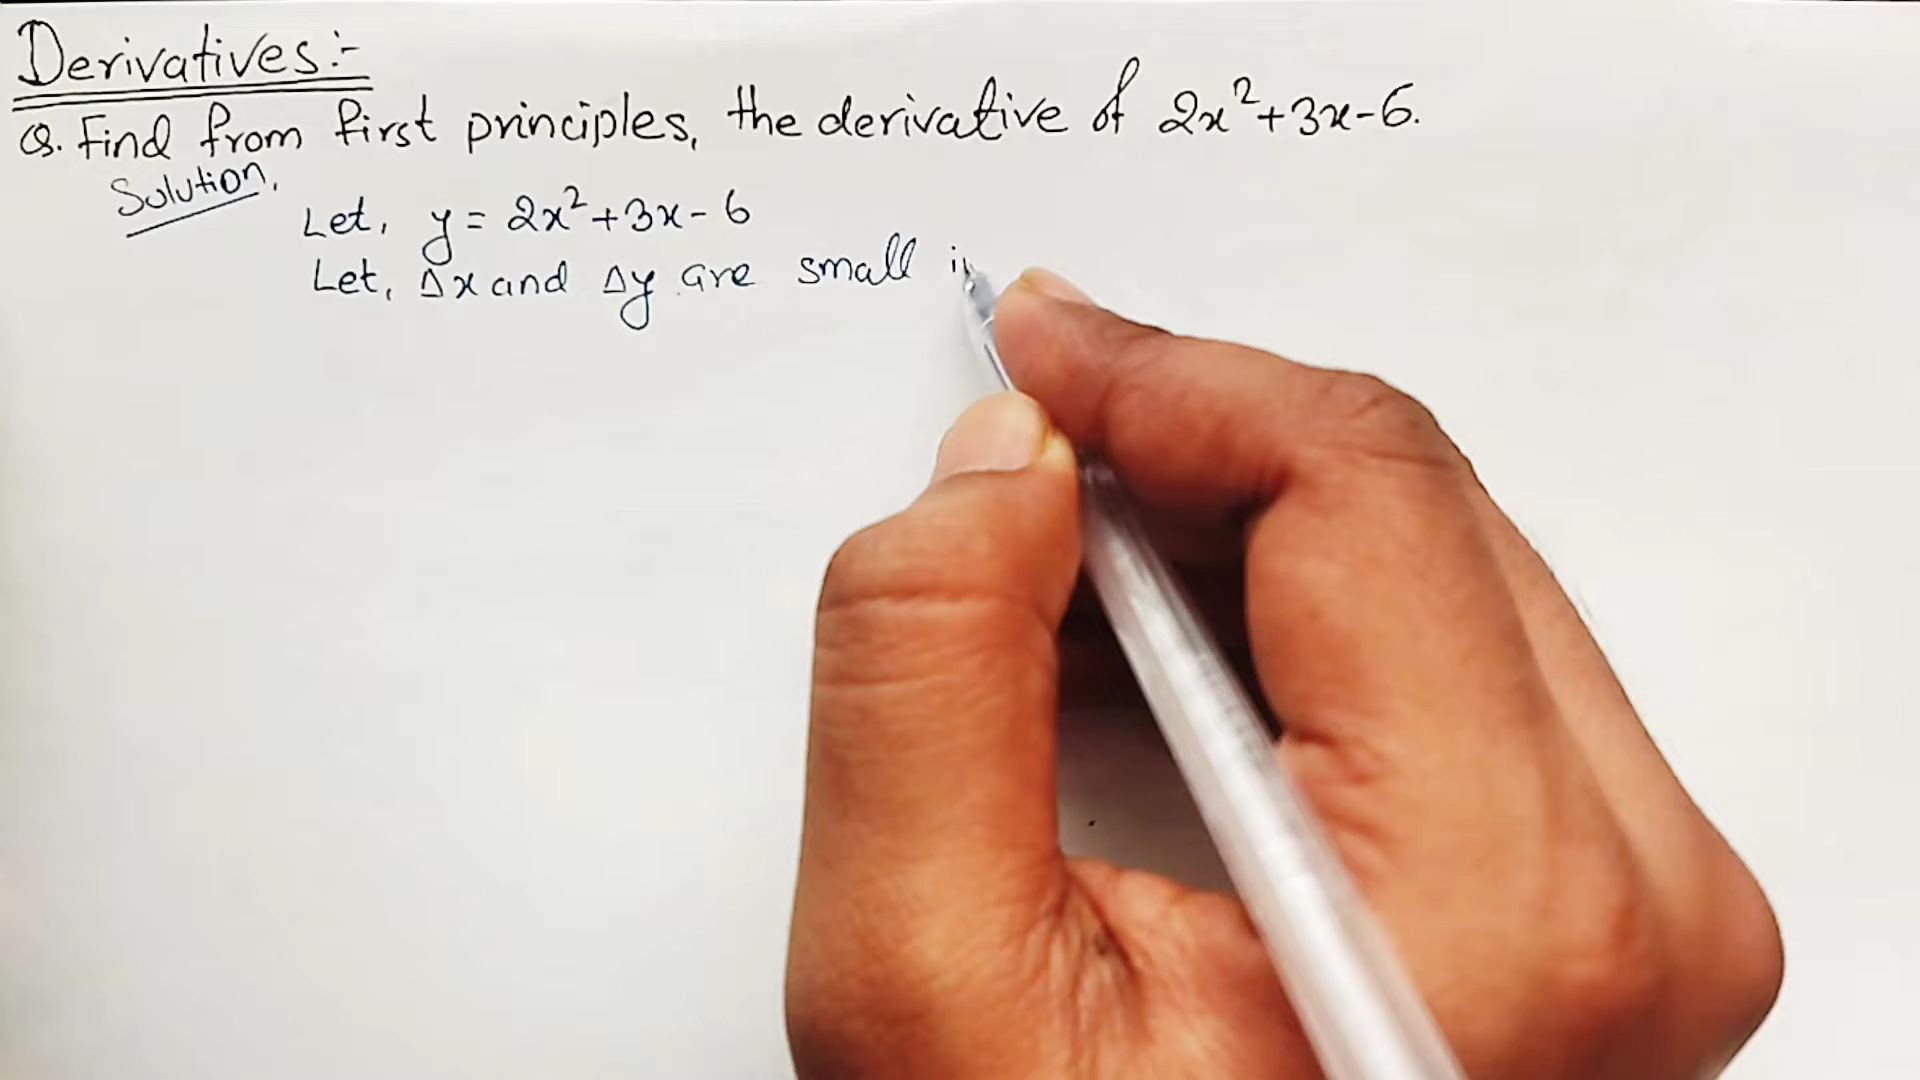 Derivatives:-
Q. Find from first principles, the derivative of 2x²+3x-6.
Solution,
Let, y = 2x²+3x-6
Let, Δx and Δy are small i